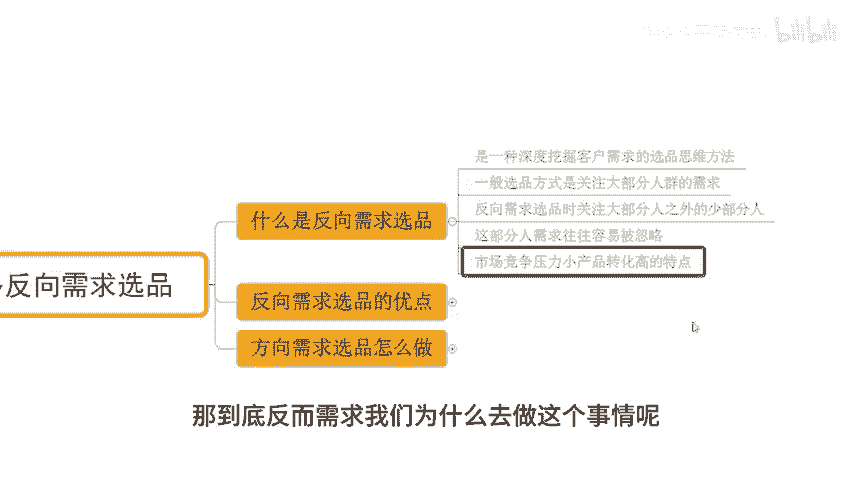 bilibili
是一种深度挖掘客户需求的选品思维方法
一般选品方式是关注大部分人群的需求
反向需求选品时关注大部分人之外的少部分人
这部分人需求往往容易被忽略
市场竞争压力小产品转化高的特点
什么是反向需求选品
反向需求选品
反向需求选品的优点
方向需求选品怎么做
那到底反而需求我们为什么去做这个事情呢